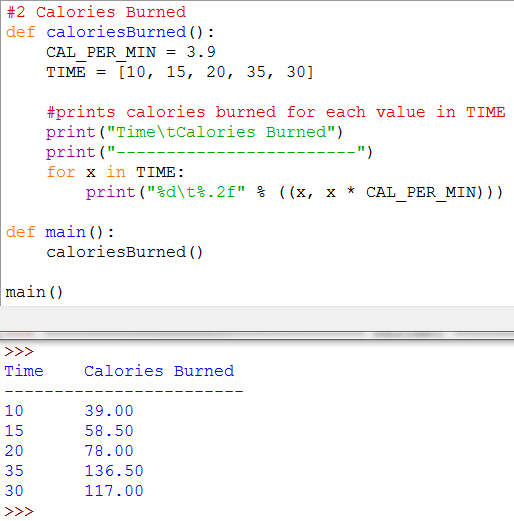 #2 Calories Burned
def caloriesBurned():
    CAL_PER_MIN = 3.9
    TIME = [10, 15, 20, 35, 30]

    #prints calories burned for each value in TIME
    print("Time\tCalories Burned")
    print("------------------------")
    for x in TIME:
        print("%d\t%.2f" % ((x, x * CAL_PER_MIN)))

def main():
    caloriesBurned()

main()
>>>
Time    Calories Burned
------------------------
10      39.00
15      58.50
20      78.00
35      136.50
30      117.00
>>>